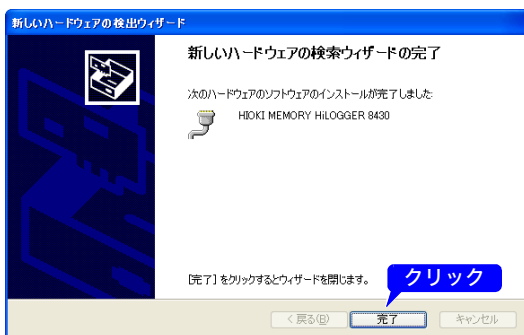 新しいハードウェアの検出ウィザード
新しいハードウェアの検索ウィザードの完了
次のハードウェアのソフトウェアのインストールが完了しました:
HIOKI MEMORY HiLOGGER 8430
[完了] をクリックするとウィザードを閉じます。
クリック
< 戻る(B)
完了
キャンセル